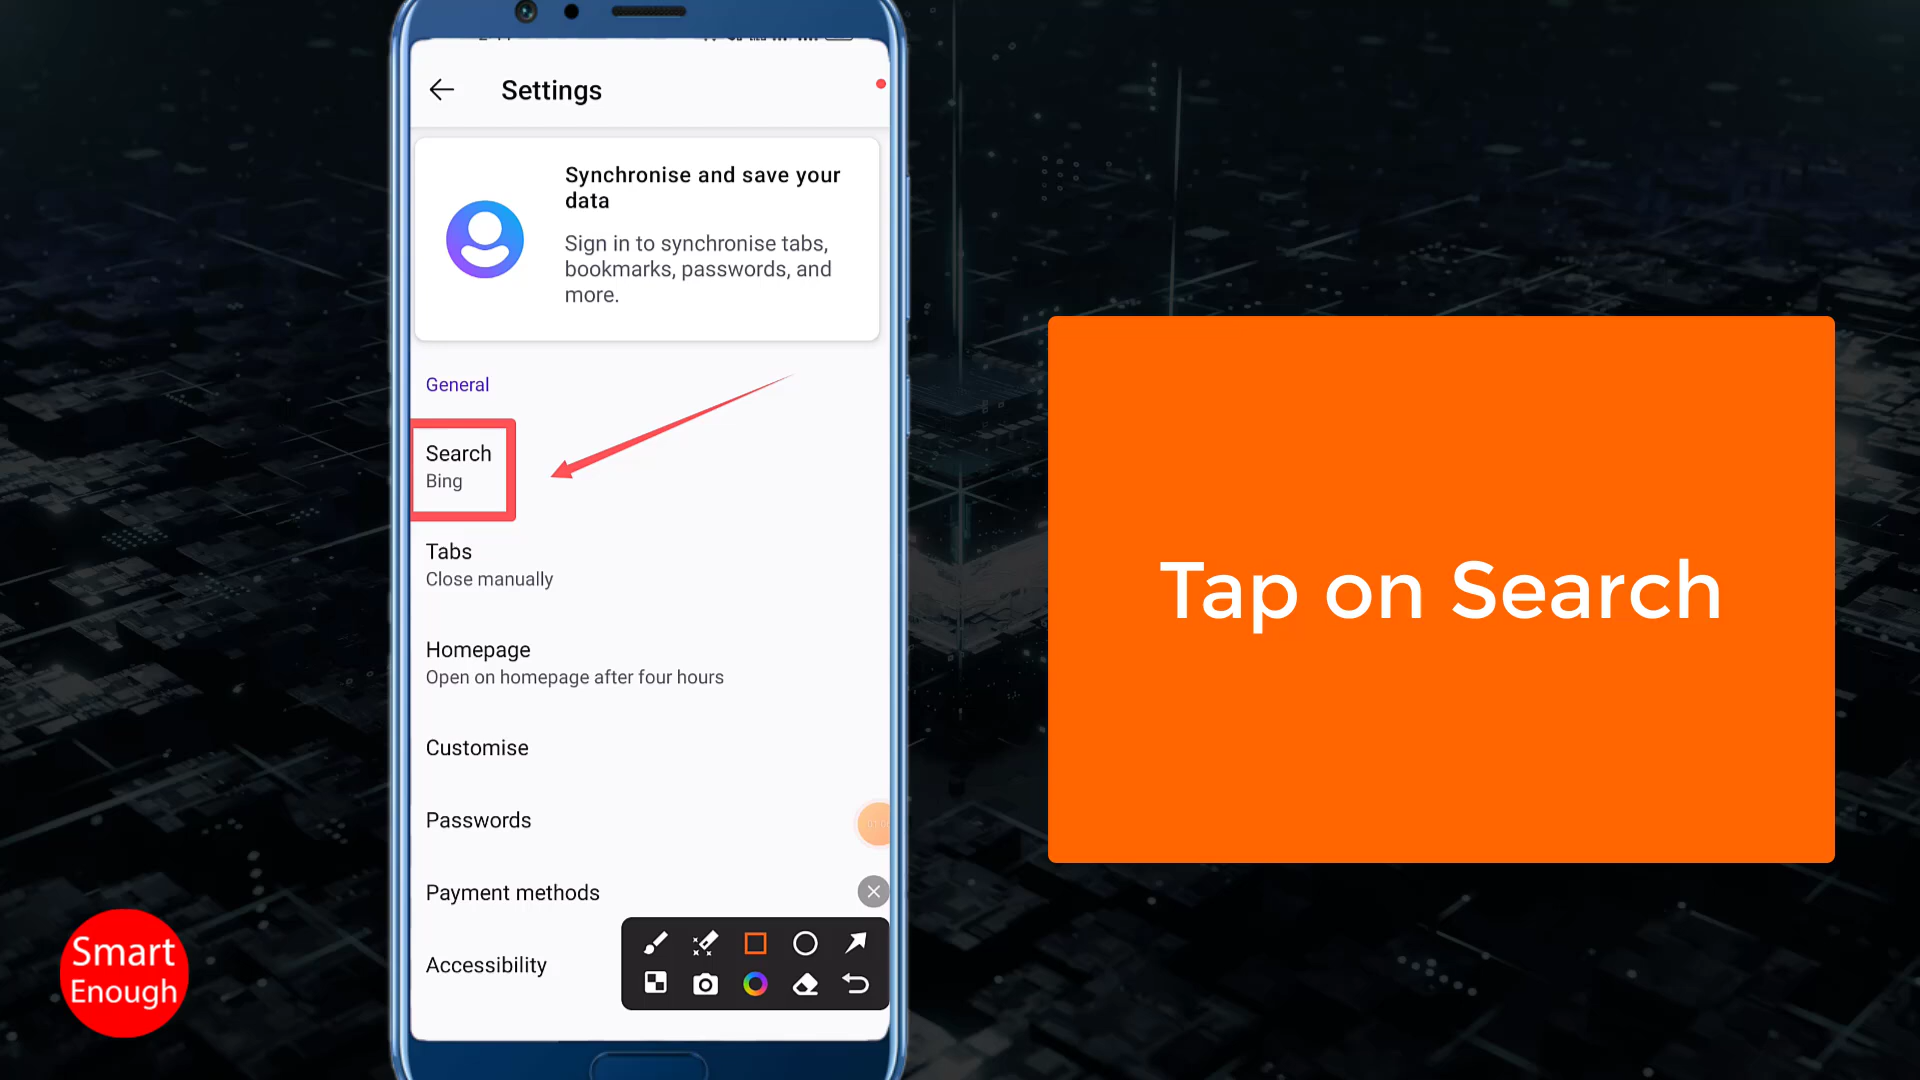 Settings
Synchronise and save your
data
Sign in to synchronise tabs,
bookmarks, passwords, and
more.
General
Search
Bing
Tabs
Close manually
Homepage
Open on homepage after four hours
Customise
Passwords
Payment methods
Accessibility
Tap on Search
Smart
Enough